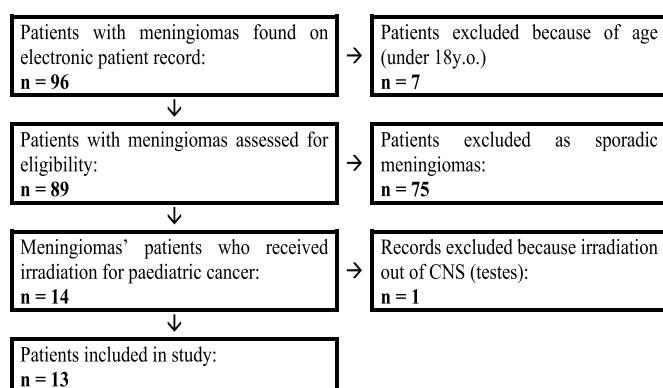 Patients with meningiomas found on
electronic patient record:
n = 96
Patients excluded because of age
(under 18y.o.)
n = 7
Patients with meningiomas assessed for
eligibility:
n = 89
Patients excluded as sporadic
meningiomas:
n = 75
Meningiomas' patients who received
irradiation for paediatric cancer:
n = 14
Records excluded because irradiation
out of CNS (testes):
n = 1
Patients included in study:
n = 13